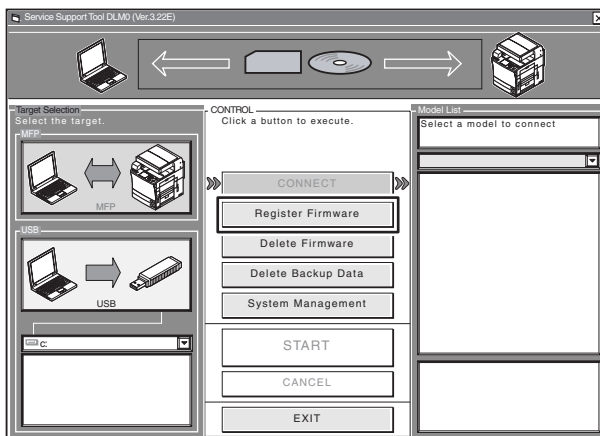 Service Support Tool DLM0 (Ver.3.22E)
Target Selection
Select the target.
MFP
MFP
USB
USB
C:
CONTROL
Click a button to execute.
CONNECT
Register Firmware
Delete Firmware
Delete Backup Data
System Management
START
CANCEL
EXIT
Model List
Select a model to connect